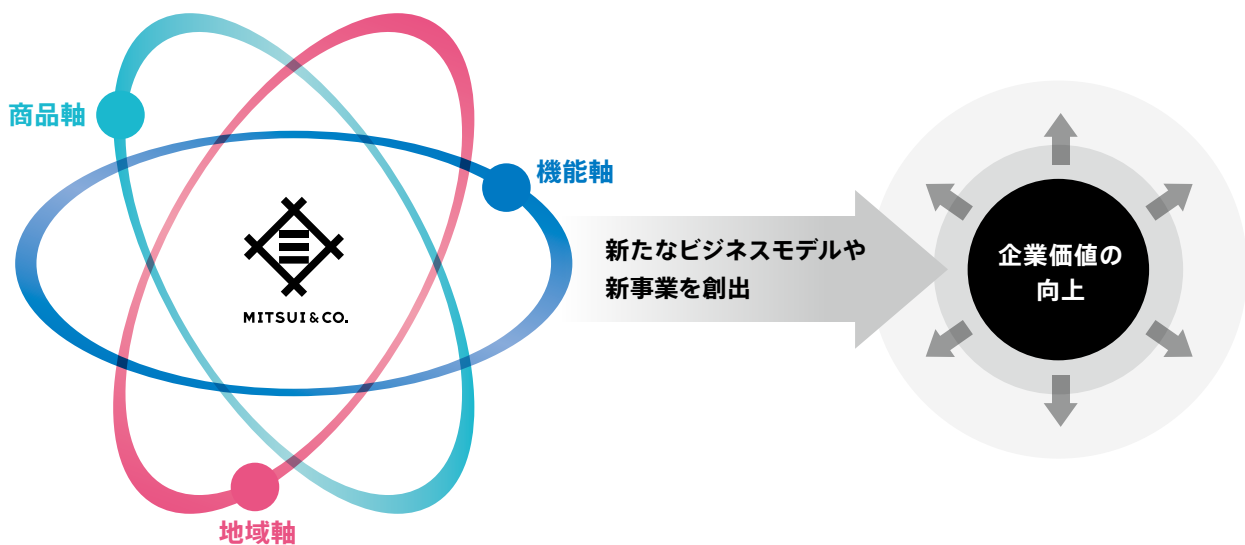 商品軸
機能軸
MITSUI & CO.
地域軸
新たなビジネスモデルや
新事業を創出
企業価値の
向上